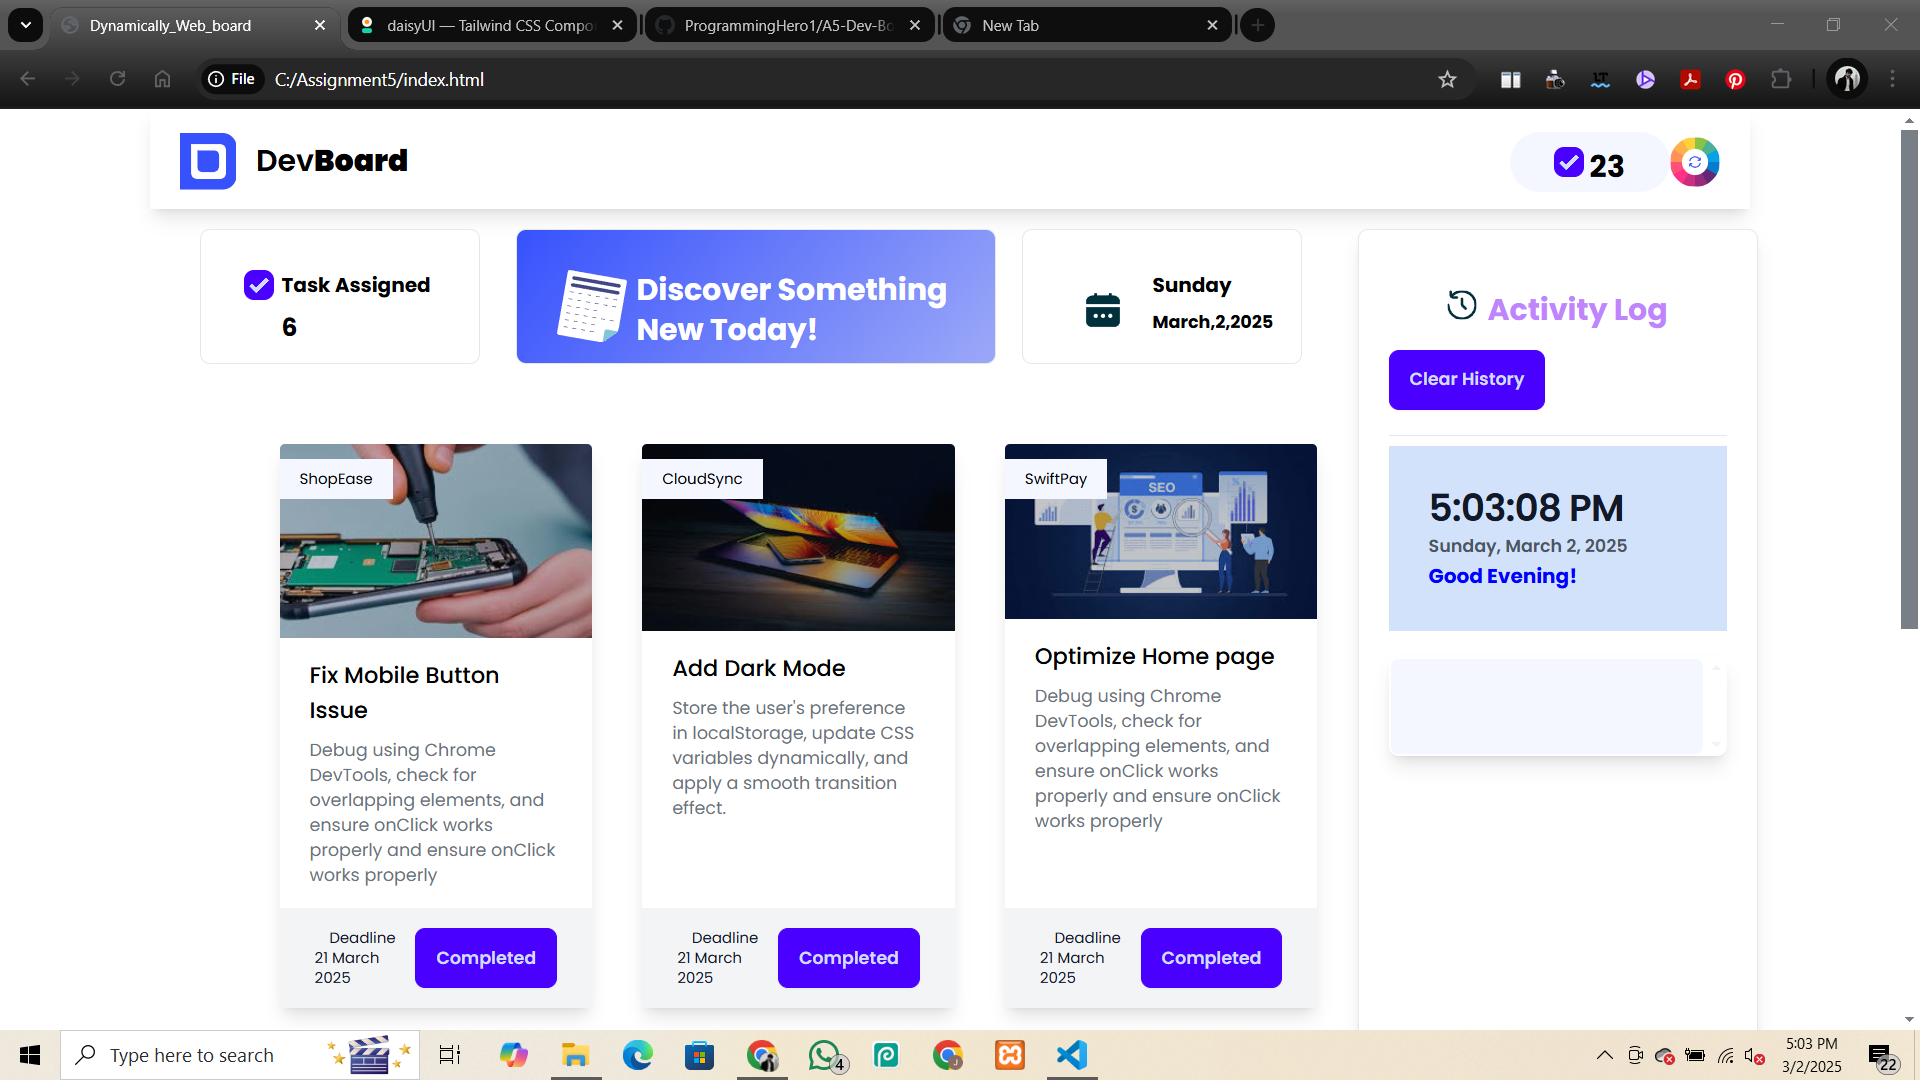 Dynamically_Web_board
daisyUI — Tailwind CSS Compo
ProgrammingHero1/A5-Dev-Bo
New Tab
File
C:/Assignment5/index.html
DevBoard
23
Task Assigned
6
Discover Something
New Today!
Sunday
March,2,2025
Activity Log
Clear History
5:03:08 PM
Sunday, March 2, 2025
Good Evening!
ShopEase
Fix Mobile Button
Issue
Debug using Chrome
DevTools, check for
overlapping elements, and
ensure onClick works
properly and ensure onClick
works properly
Deadline
21 March
2025
Completed
CloudSync
Add Dark Mode
Store the user's preference
in localStorage, update CSS
variables dynamically, and
apply a smooth transition
effect.
Deadline
21 March
2025
Completed
SwiftPay
SEO
Optimize Home page
Debug using Chrome
DevTools, check for
overlapping elements, and
ensure onClick works
properly and ensure onClick
works properly
Deadline
21 March
2025
Completed
Type here to search
4
5:03 PM
3/2/2025
22